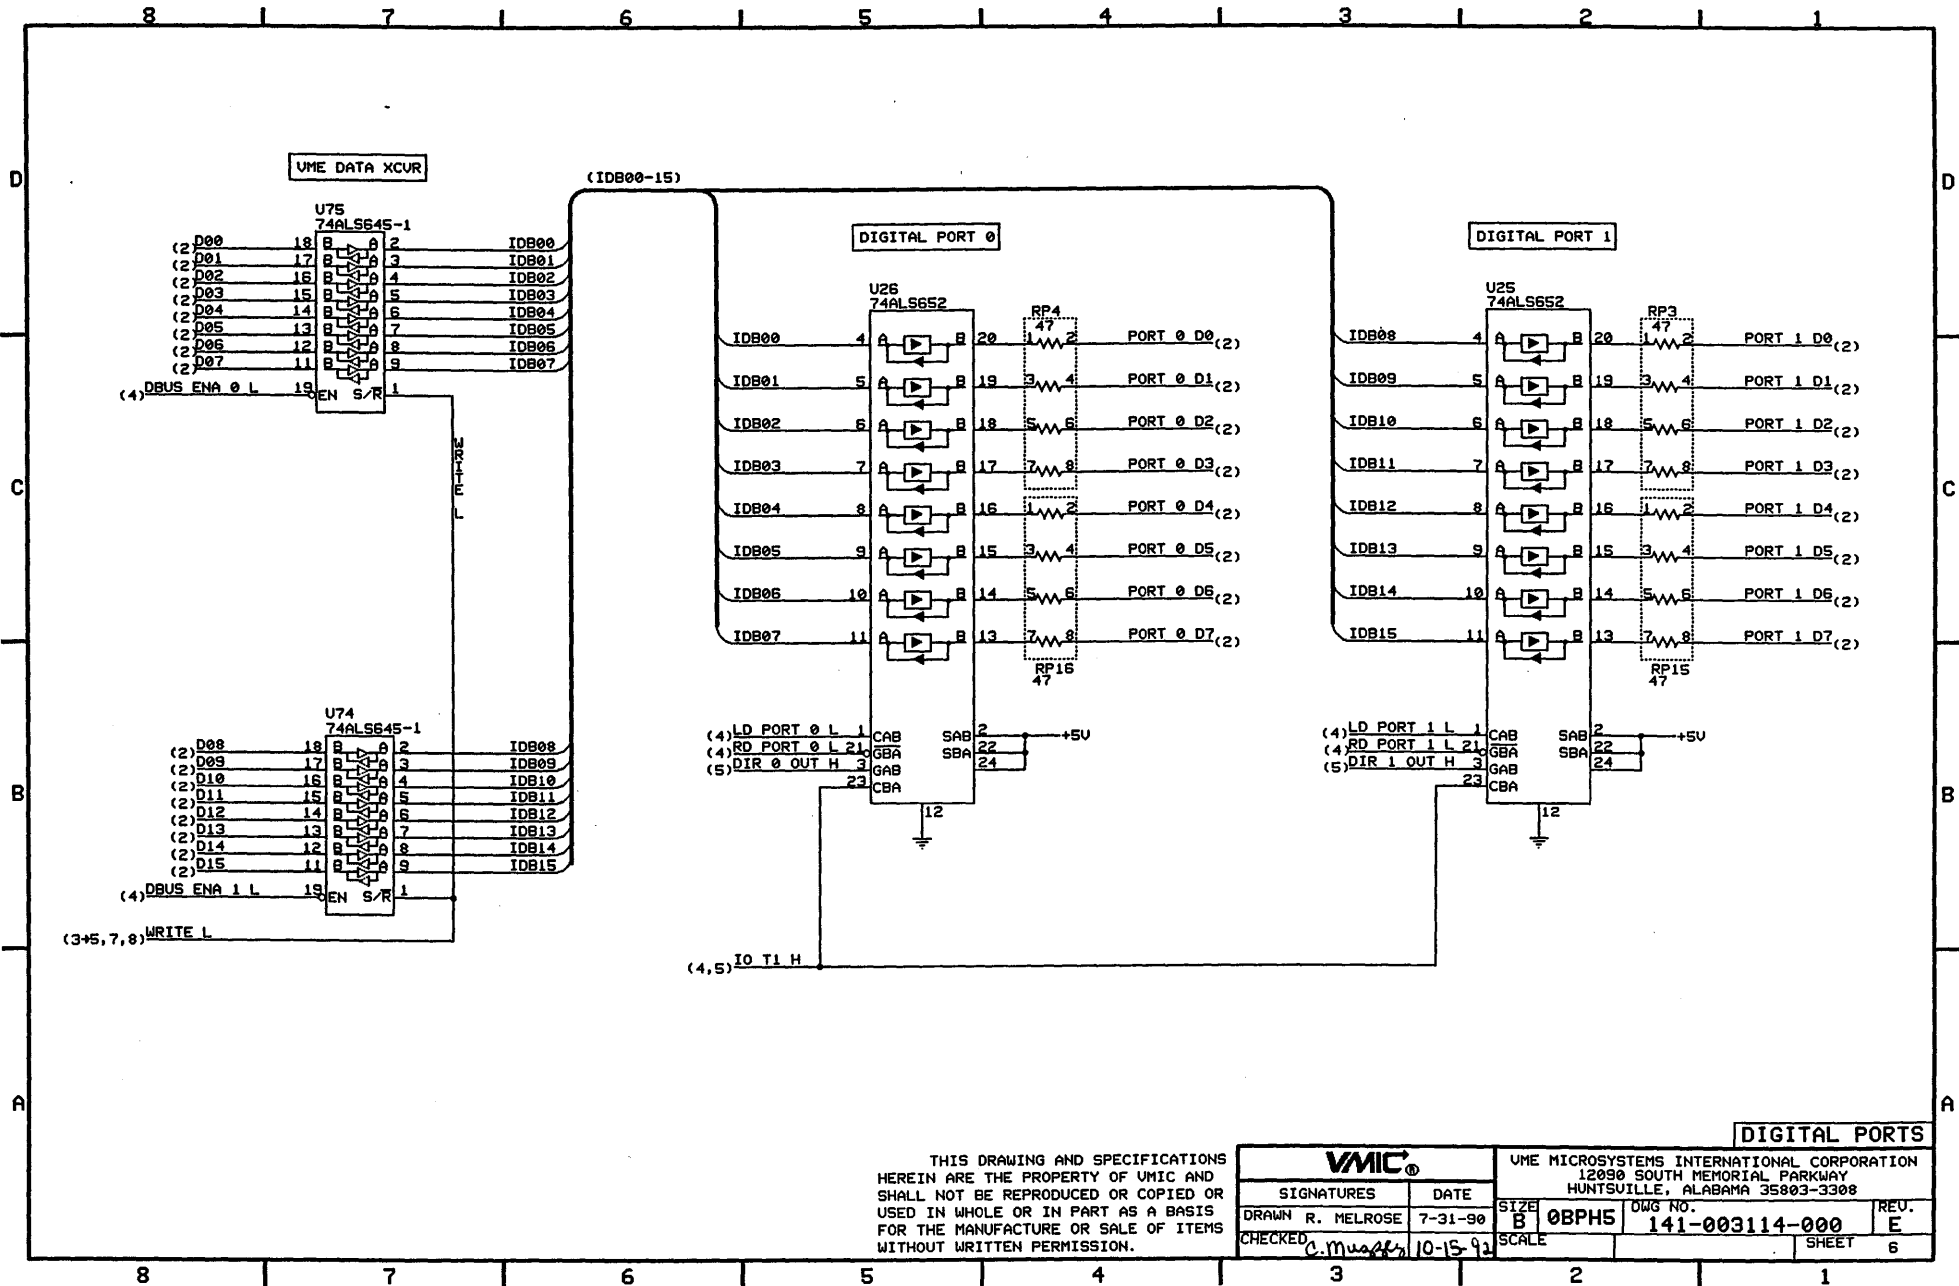 8 7 6 5 4 3 2 1
D
D
VME DATA XCVR
(IDB00-15)
U75
74ALS645-1
(2) D00 18 B A 2 IDB00
(2) D01 17 B A 3 IDB01
(2) D02 16 B A 4 IDB02
(2) D03 15 B A 5 IDB03
(2) D04 14 B A 6 IDB04
(2) D05 13 B A 7 IDB05
(2) D06 12 B A 8 IDB06
(2) D07 11 B A 9 IDB07
(4) DBUS ENA 0 L 19 EN S/R 1
WRITE L
DIGITAL PORT 0
U26
74ALS652
RP4
47
IDB00 4 A B 20 1 2 PORT 0 D0 (2)
IDB01 5 A B 19 3 4 PORT 0 D1 (2)
IDB02 6 A B 18 5 6 PORT 0 D2 (2)
IDB03 7 A B 17 7 8 PORT 0 D3 (2)
IDB04 8 A B 16 1 2 PORT 0 D4 (2)
IDB05 9 A B 15 3 4 PORT 0 D5 (2)
IDB06 10 A B 14 5 6 PORT 0 D6 (2)
IDB07 11 A B 13 7 8 PORT 0 D7 (2)
RP16
47
(4) LD PORT 0 L 1 CAB SAB 2 +5V
(4) RD PORT 0 L 21 GBA SBA 22
(5) DIR 0 OUT H 3 GAB 24
23 CBA
12
DIGITAL PORT 1
U25
74ALS652
RP3
47
IDB08 4 A B 20 1 2 PORT 1 D0 (2)
IDB09 5 A B 19 3 4 PORT 1 D1 (2)
IDB10 6 A B 18 5 6 PORT 1 D2 (2)
IDB11 7 A B 17 7 8 PORT 1 D3 (2)
IDB12 8 A B 16 1 2 PORT 1 D4 (2)
IDB13 9 A B 15 3 4 PORT 1 D5 (2)
IDB14 10 A B 14 5 6 PORT 1 D6 (2)
IDB15 11 A B 13 7 8 PORT 1 D7 (2)
RP15
47
(4) LD PORT 1 L 1 CAB SAB 2 +5V
(4) RD PORT 1 L 21 GBA SBA 22
(5) DIR 1 OUT H 3 GAB 24
23 CBA
12
C
C
U74
74ALS645-1
(2) D08 18 B A 2 IDB08
(2) D09 17 B A 3 IDB09
(2) D10 16 B A 4 IDB10
(2) D11 15 B A 5 IDB11
(2) D12 14 B A 6 IDB12
(2) D13 13 B A 7 IDB13
(2) D14 12 B A 8 IDB14
(2) D15 11 B A 9 IDB15
(4) DBUS ENA 1 L 19 EN S/R 1
(3→5,7,8) WRITE L
(4,5) IO T1 H
B
B
A
A
DIGITAL PORTS
THIS DRAWING AND SPECIFICATIONS
HEREIN ARE THE PROPERTY OF VMIC AND
SHALL NOT BE REPRODUCED OR COPIED OR
USED IN WHOLE OR IN PART AS A BASIS
FOR THE MANUFACTURE OR SALE OF ITEMS
WITHOUT WRITTEN PERMISSION.
VMIC®
SIGNATURES DATE
DRAWN R. MELROSE 7-31-90
CHECKED C. 10-15-92
VME MICROSYSTEMS INTERNATIONAL CORPORATION
12090 SOUTH MEMORIAL PARKWAY
HUNTSVILLE, ALABAMA 35803-3308
SIZE B 0BPH5 DWG NO. 141-003114-000 REV. E
SCALE SHEET 6
8 7 6 5 4 3 2 1